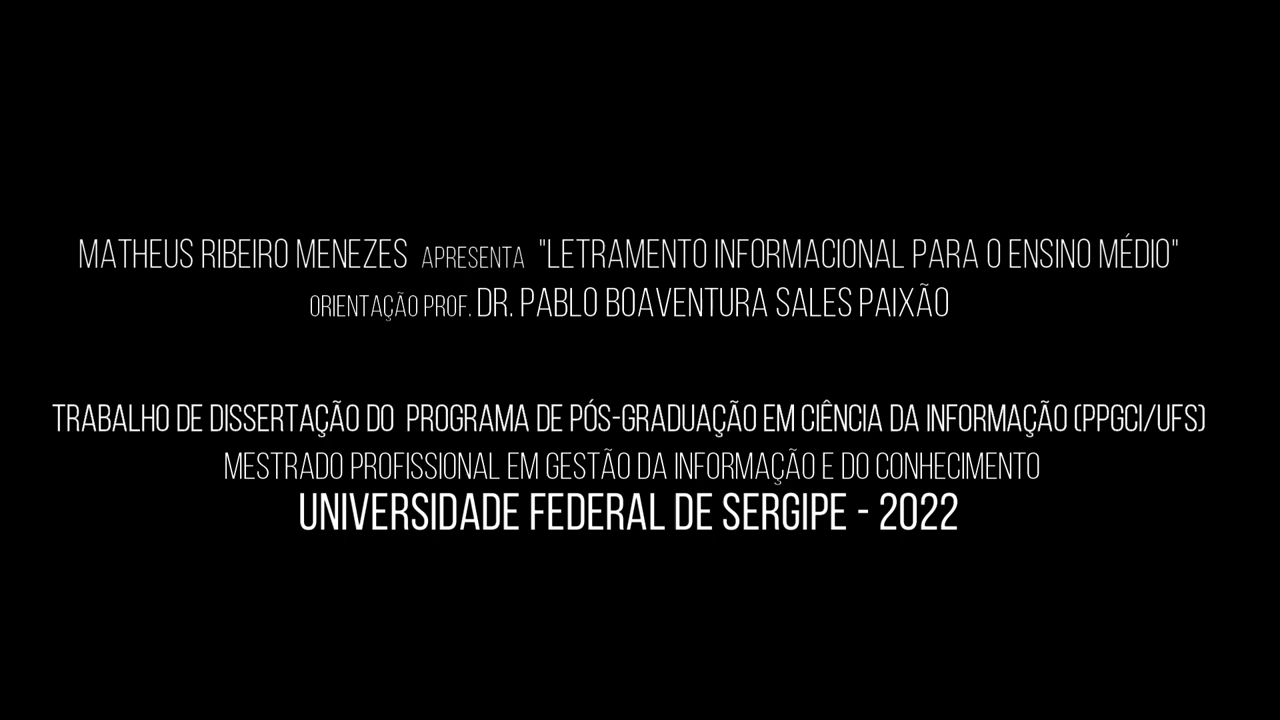 MATHEUS RIBEIRO MENEZES APRESENTA "LETRAMENTO INFORMACIONAL PARA O ENSINO MÉDIO"
ORIENTAÇÃO PROF. DR. PABLO BOAVENTURA SALES PAIXÃO
TRABALHO DE DISSERTAÇÃO DO PROGRAMA DE PÓS-GRADUAÇÃO EM CIÊNCIA DA INFORMAÇÃO (PPGCI/UFS)
MESTRADO PROFISSIONAL EM GESTÃO DA INFORMAÇÃO E DO CONHECIMENTO
UNIVERSIDADE FEDERAL DE SERGIPE - 2022